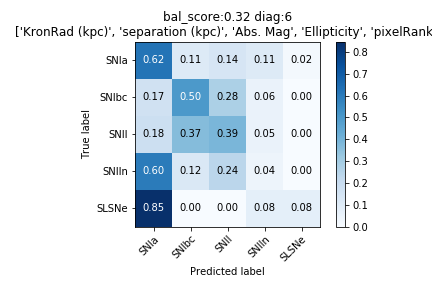 bal_score:0.32 diag:6
['KronRad (kpc)', 'separation (kpc)', 'Abs. Mag', 'Ellipticity', 'pixelRank
True label
SNIa 0.62 0.11 0.14 0.11 0.02
SNIbc 0.17 0.50 0.28 0.06 0.00
SNII 0.18 0.37 0.39 0.05 0.00
SNIIn 0.60 0.12 0.24 0.04 0.00
SLSNe 0.85 0.00 0.00 0.08 0.08
SNIa SNIbc SNII SNIIn SLSNe
Predicted label
0.8
0.7
0.6
0.5
0.4
0.3
0.2
0.1
0.0